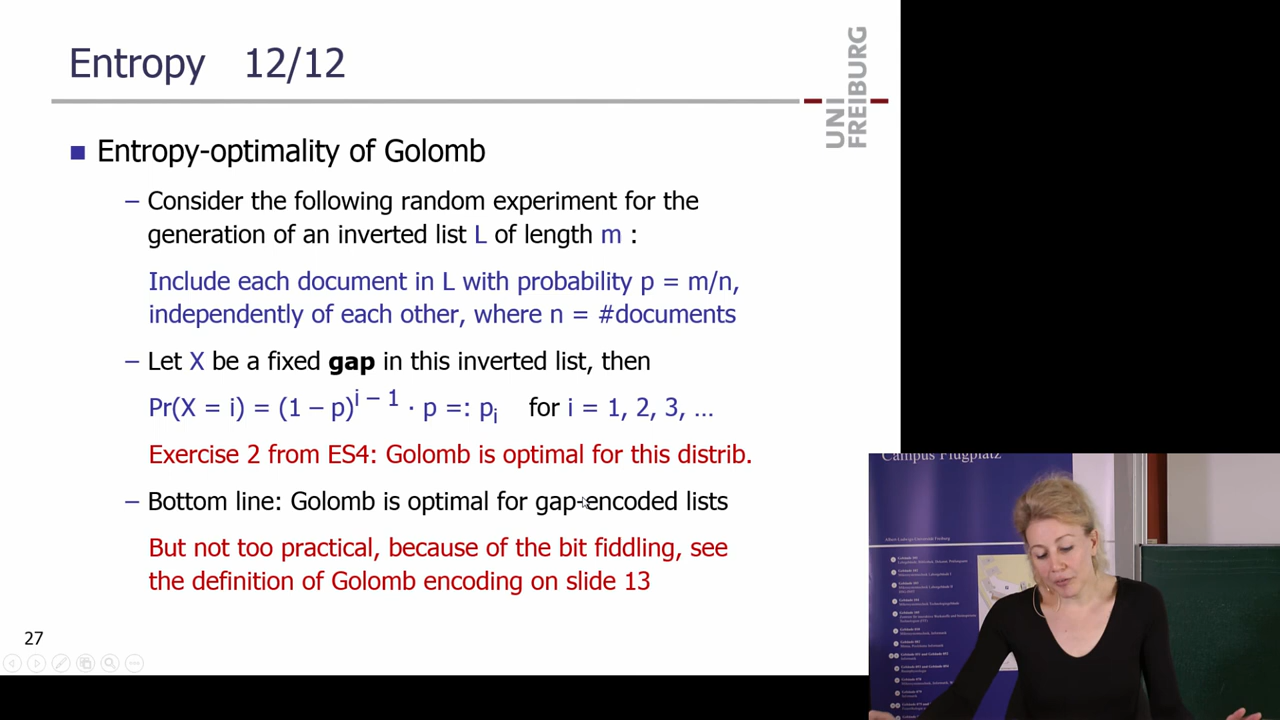 Entropy 12/12
UNI
FREIBURG
■ Entropy-optimality of Golomb
– Consider the following random experiment for the
generation of an inverted list L of length m :
Include each document in L with probability p = m/n,
independently of each other, where n = #documents
– Let X be a fixed gap in this inverted list, then
Pr(X = i) = (1 – p)^{i – 1} · p =: p_i for i = 1, 2, 3, …
Exercise 2 from ES4: Golomb is optimal for this distrib.
– Bottom line: Golomb is optimal for gap-encoded lists
But not too practical, because of the bit fiddling, see
the definition of Golomb encoding on slide 13
27
Campus Flugplatz